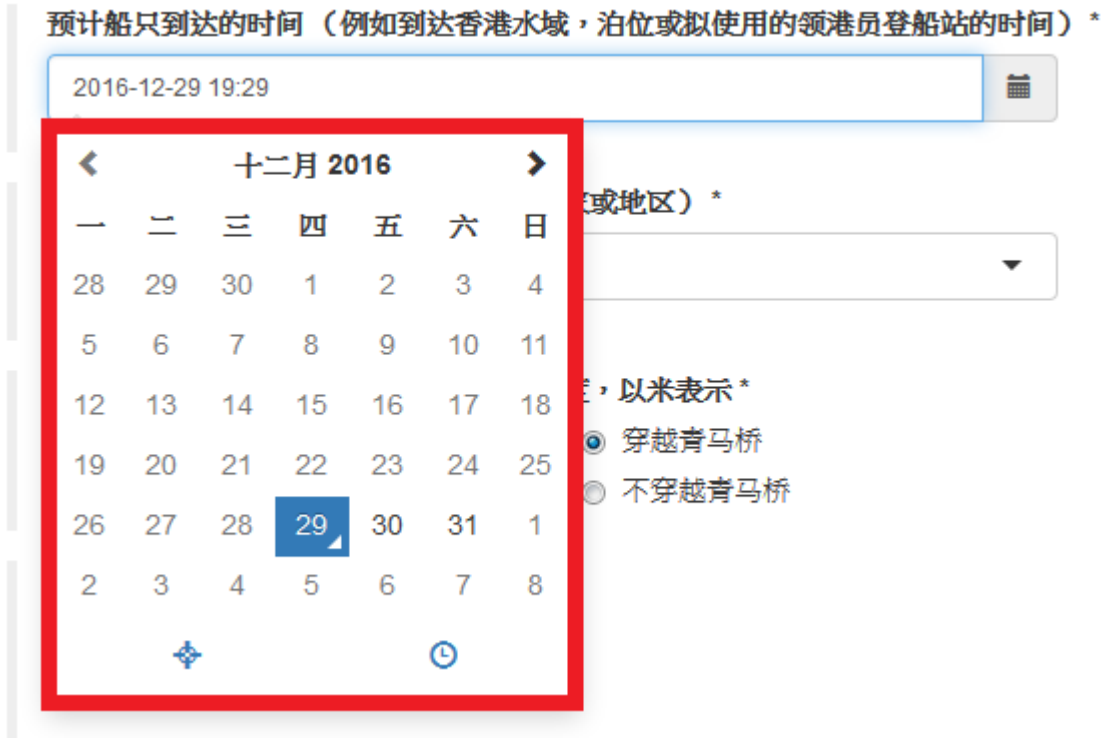 预计船只到达的时间 （例如到达香港水域，泊位或拟使用的领港员登船站的时间） *
2016-12-29 19:29
十二月 2016
一 二 三 四 五 六 日
28 29 30 1 2 3 4
5 6 7 8 9 10 11
12 13 14 15 16 17 18
19 20 21 22 23 24 25
26 27 28 29 30 31 1
2 3 4 5 6 7 8
或地区） *
，以米表示 *
穿越青马桥
不穿越青马桥